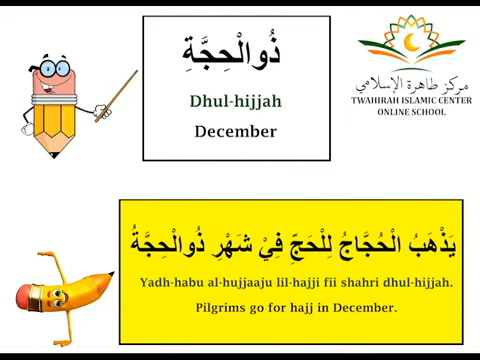 ذُوالْحِجَّةِ
Dhul-hijjah
December
مركز طاهرة الإسلامي
TWAHIRAH ISLAMIC CENTER
ONLINE SCHOOL
يَذْهَبُ الْحُجَّاجُ لِلْحَجِّ فِيْ شَهْرِ ذُوالْحِجَّةُ
Yadh-habu al-hujjaaju lil-hajji fii shahri dhul-hijjah.
Pilgrims go for hajj in December.